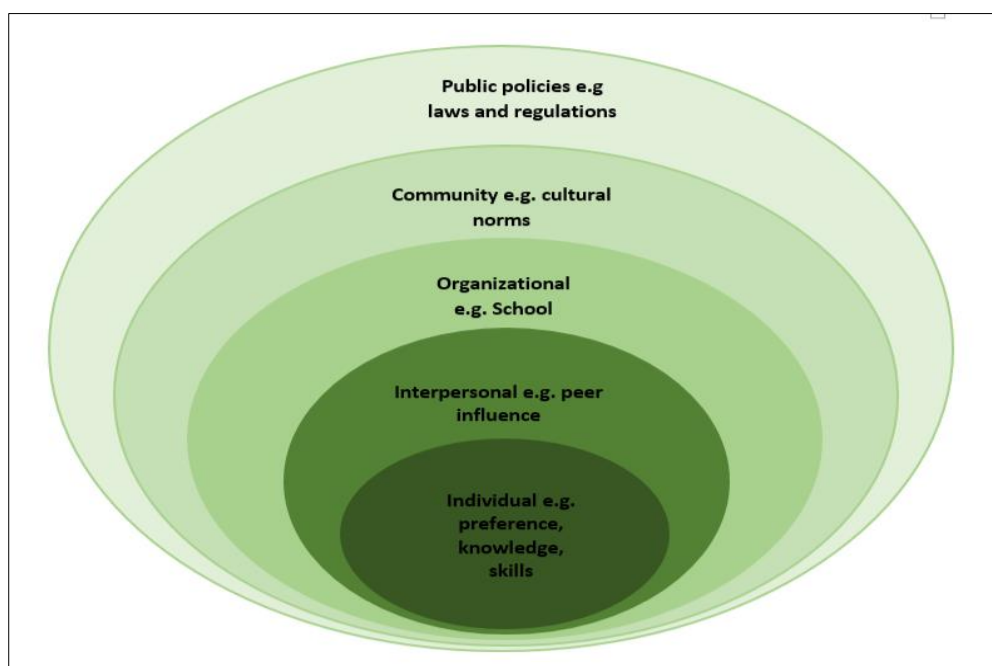 Public policies e.g
laws and regulations
Community e.g. cultural
norms
Organizational
e.g. School
Interpersonal e.g. peer
influence
Individual e.g.
preference,
knowledge,
skills